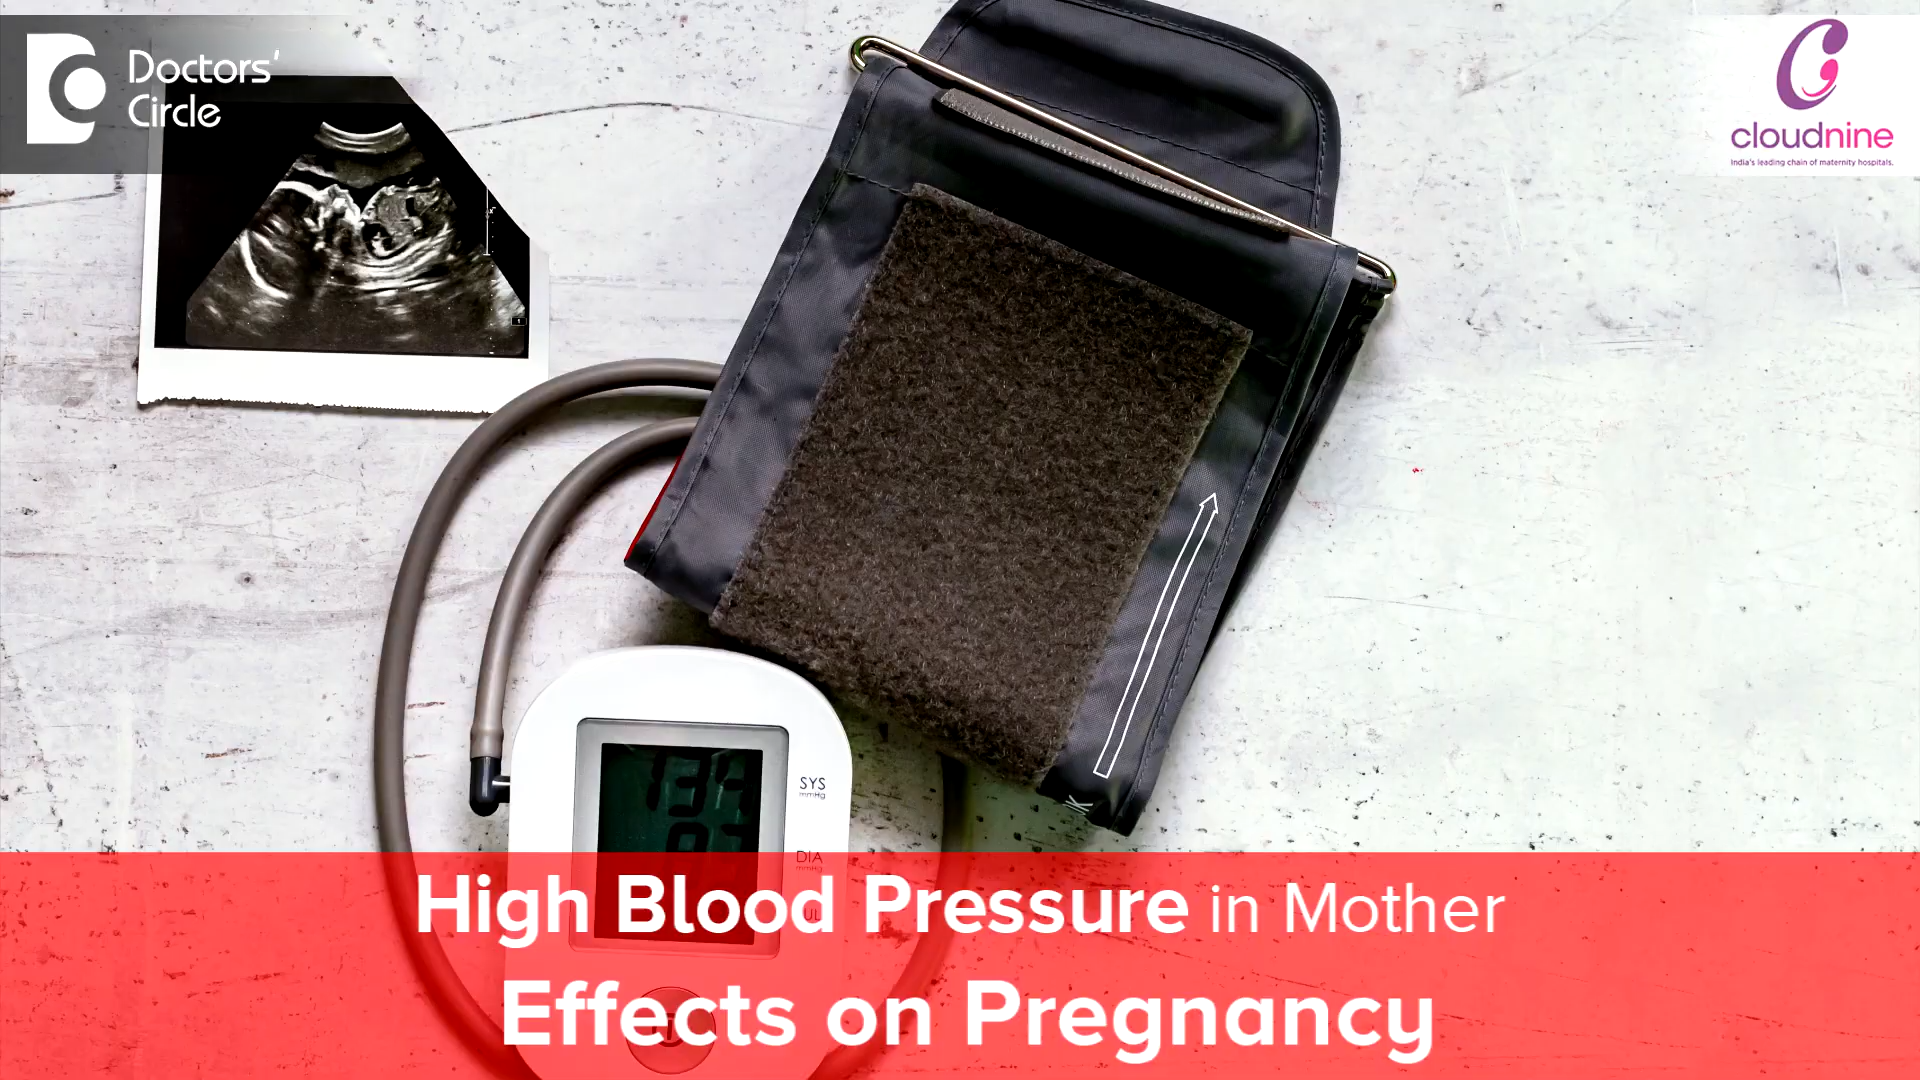 Doctors'
Circle
cloudnine
India's leading chain of maternity hospitals.
SYS
mmHg
DIA
mmHg
High Blood Pressure in Mother
Effects on Pregnancy